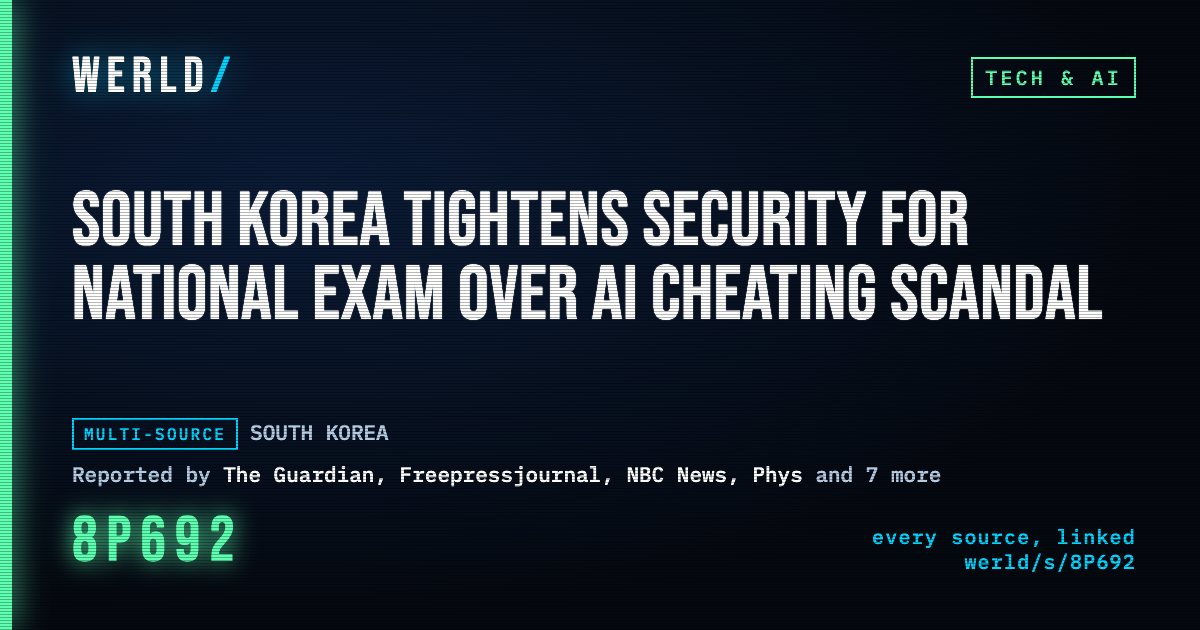 WERLD/
TECH & AI
SOUTH KOREA TIGHTENS SECURITY FOR
NATIONAL EXAM OVER AI CHEATING SCANDAL
MULTI-SOURCE SOUTH KOREA
Reported by The Guardian, Freepressjournal, NBC News, Phys and 7 more
8P692
every source, linked
werld/s/8P692